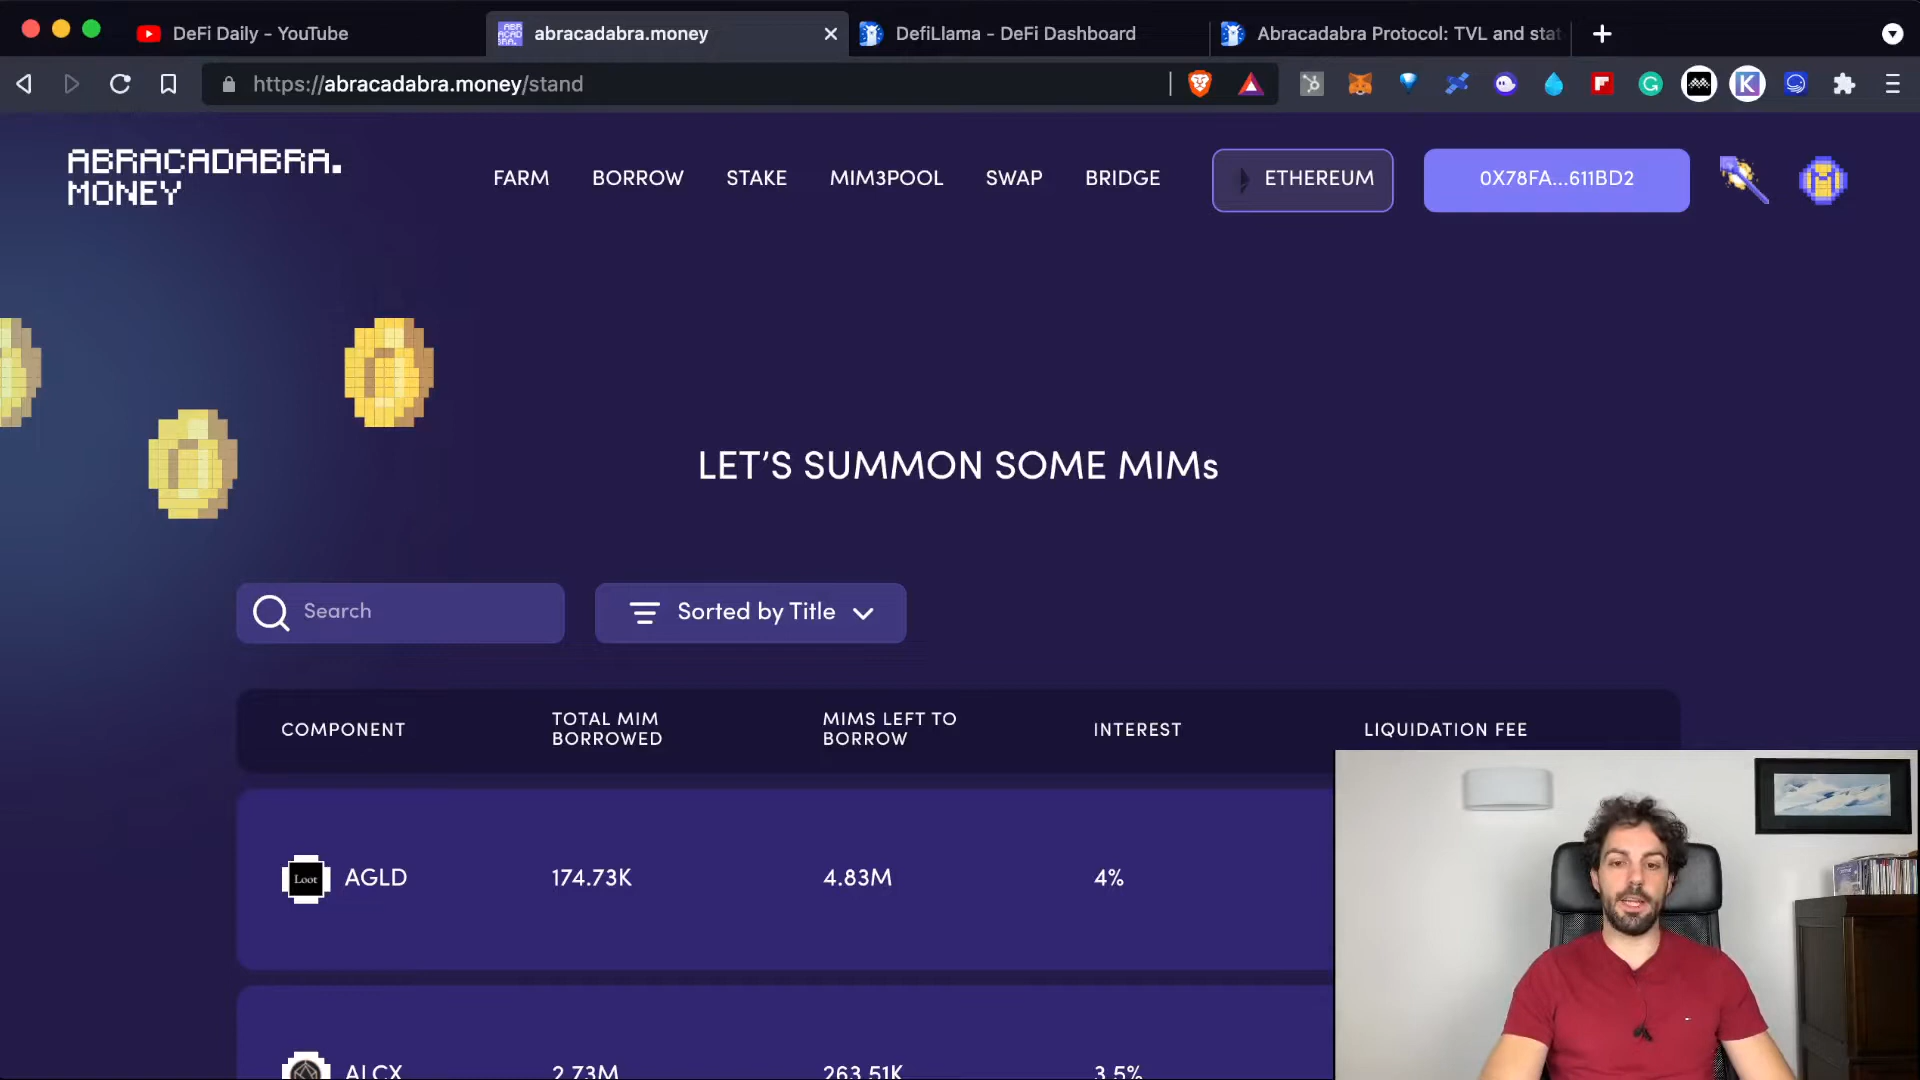 DeFi Daily - YouTube
abracadabra.money
DefiLlama - DeFi Dashboard
Abracadabra Protocol: TVL and stat
https://abracadabra.money/stand
ABRACADABRA.
MONEY
FARM
BORROW
STAKE
MIM3POOL
SWAP
BRIDGE
ETHEREUM
0X78FA...611BD2
LET’S SUMMON SOME MIMs
Search
Sorted by Title
COMPONENT
TOTAL MIM
BORROWED
MIMS LEFT TO
BORROW
INTEREST
LIQUIDATION FEE
Loot
AGLD
174.73K
4.83M
4%
ALCX
2.73M
263.51K
3.5%